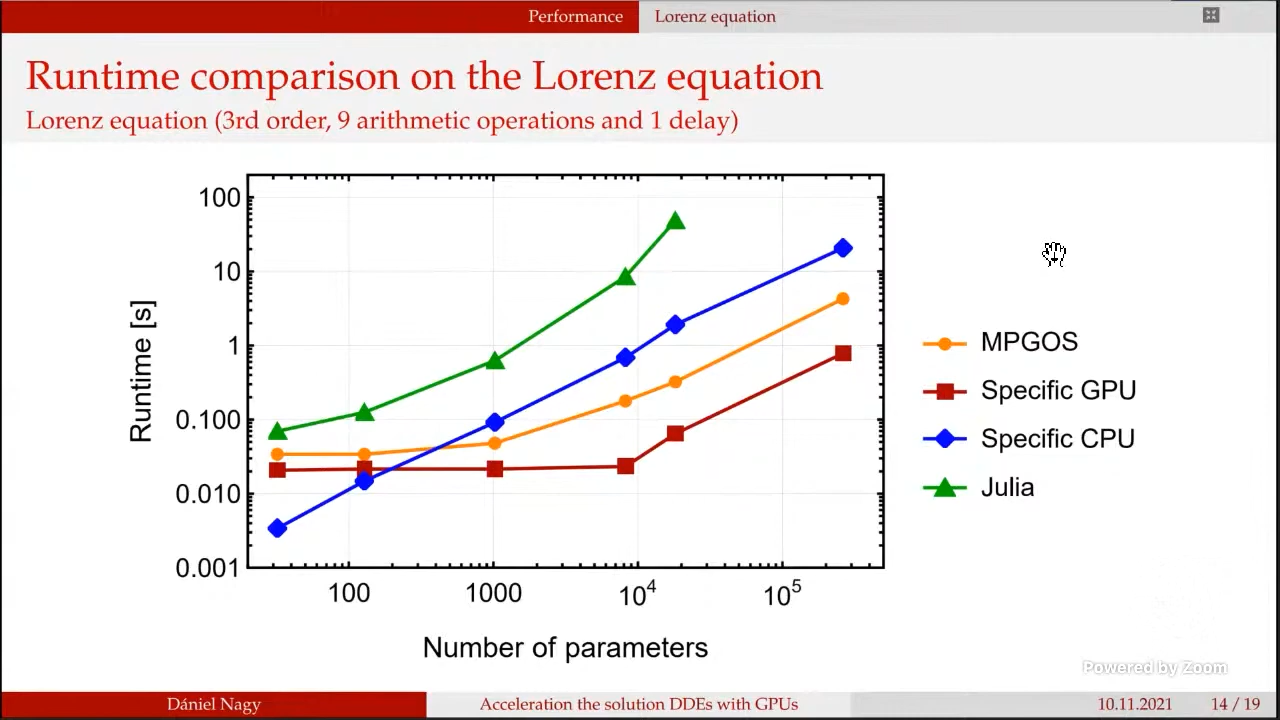 Performance
Lorenz equation
Runtime comparison on the Lorenz equation
Lorenz equation (3rd order, 9 arithmetic operations and 1 delay)
100
10
1
0.100
0.010
0.001
Runtime [s]
100
1000
10⁴
10⁵
Number of parameters
MPGOS
Specific GPU
Specific CPU
Julia
Powered by Zoom
Dániel Nagy
Acceleration the solution DDEs with GPUs
10.11.2021
14 / 19